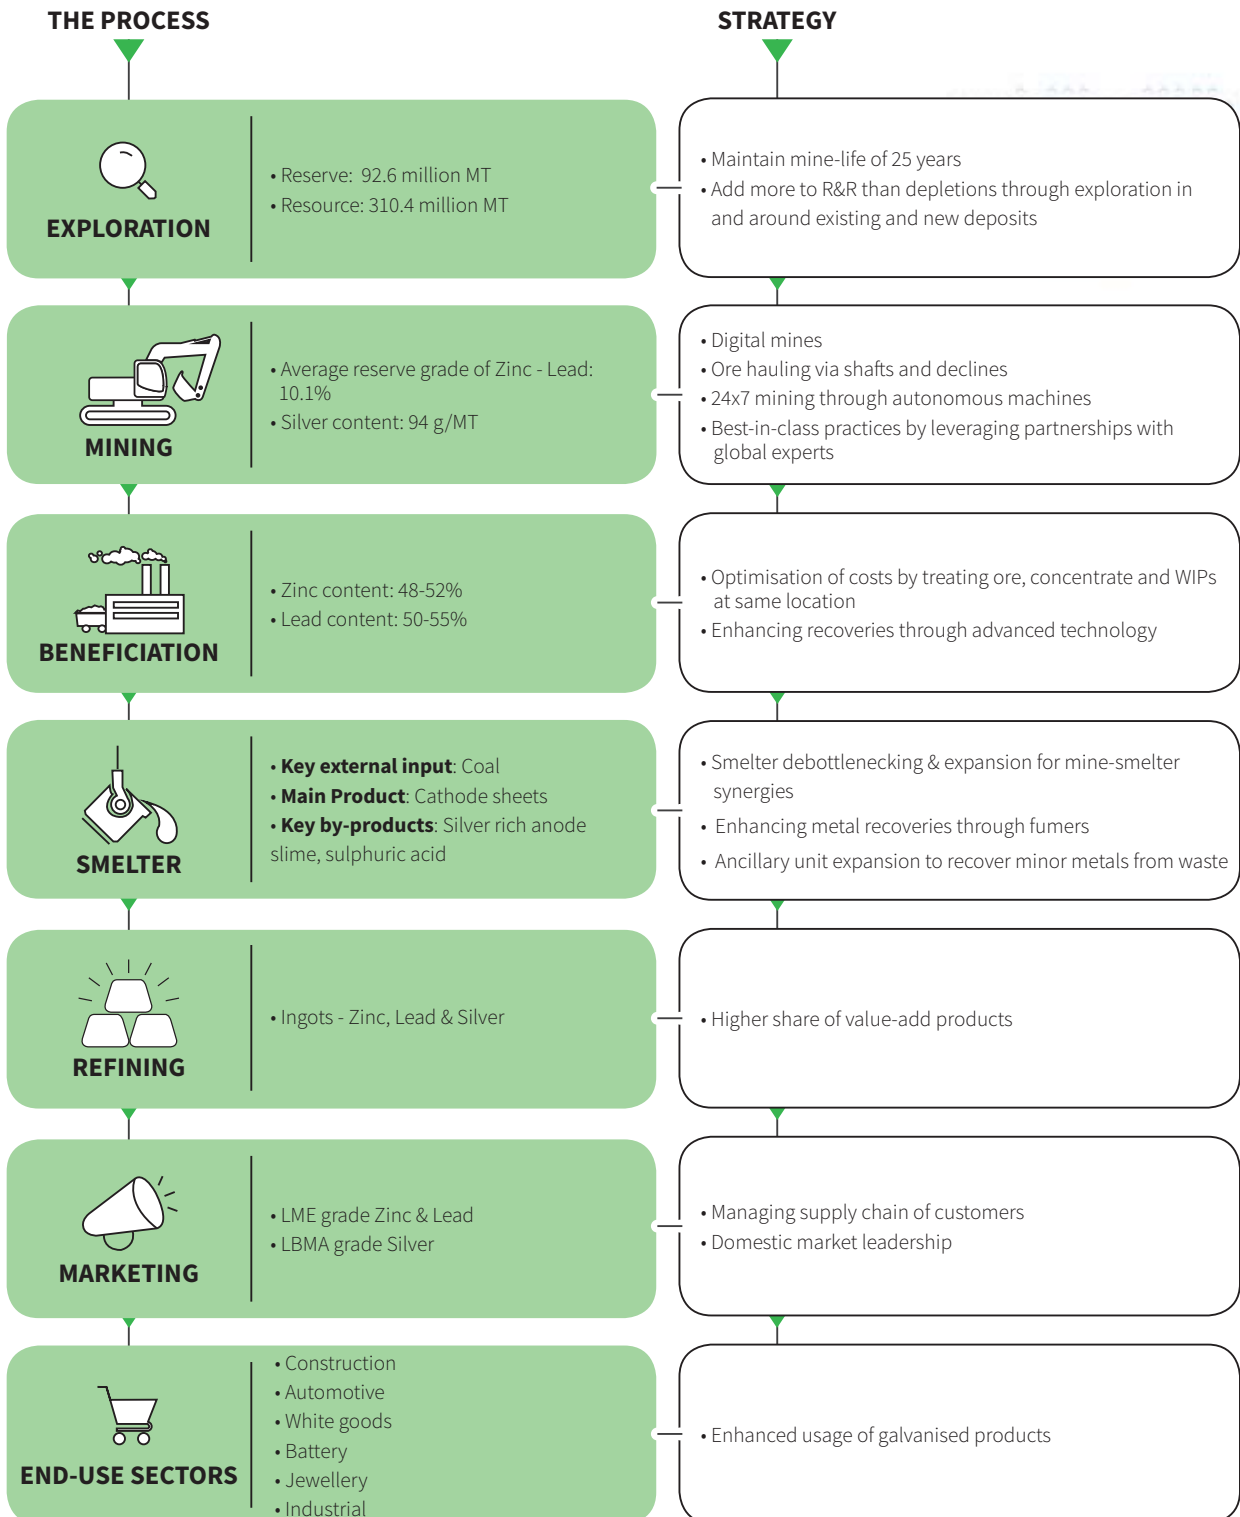 THE PROCESS
STRATEGY
EXPLORATION
• Reserve: 92.6 million MT
• Resource: 310.4 million MT
• Maintain mine-life of 25 years
• Add more to R&R than depletions through exploration in
and around existing and new deposits
MINING
• Average reserve grade of Zinc - Lead:
10.1%
• Silver content: 94 g/MT
• Digital mines
• Ore hauling via shafts and declines
• 24x7 mining through autonomous machines
• Best-in-class practices by leveraging partnerships with
global experts
BENEFICIATION
• Zinc content: 48-52%
• Lead content: 50-55%
• Optimisation of costs by treating ore, concentrate and WIPs
at same location
• Enhancing recoveries through advanced technology
SMELTER
• Key external input: Coal
• Main Product: Cathode sheets
• Key by-products: Silver rich anode
slime, sulphuric acid
• Smelter debottlenecking & expansion for mine-smelter
synergies
• Enhancing metal recoveries through fumers
• Ancillary unit expansion to recover minor metals from waste
REFINING
• Ingots - Zinc, Lead & Silver
• Higher share of value-add products
MARKETING
• LME grade Zinc & Lead
• LBMA grade Silver
• Managing supply chain of customers
• Domestic market leadership
END-USE SECTORS
• Construction
• Automotive
• White goods
• Battery
• Jewellery
• Industrial
• Enhanced usage of galvanised products